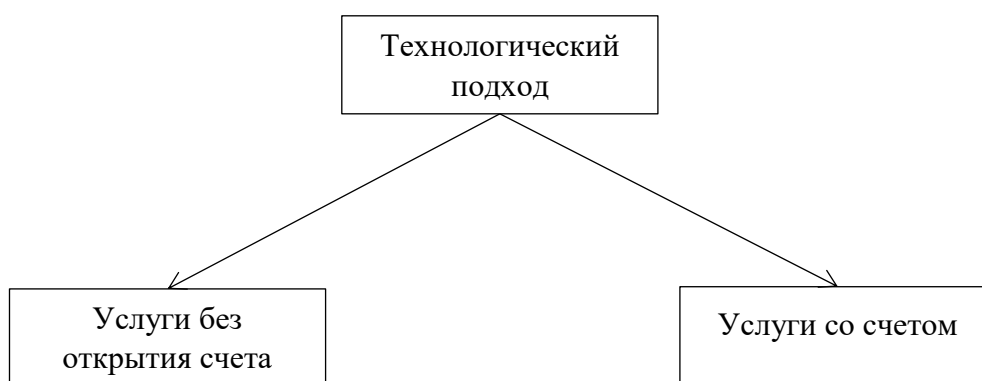 Технологический
подход
Услуги без
открытия счета
Услуги со счетом